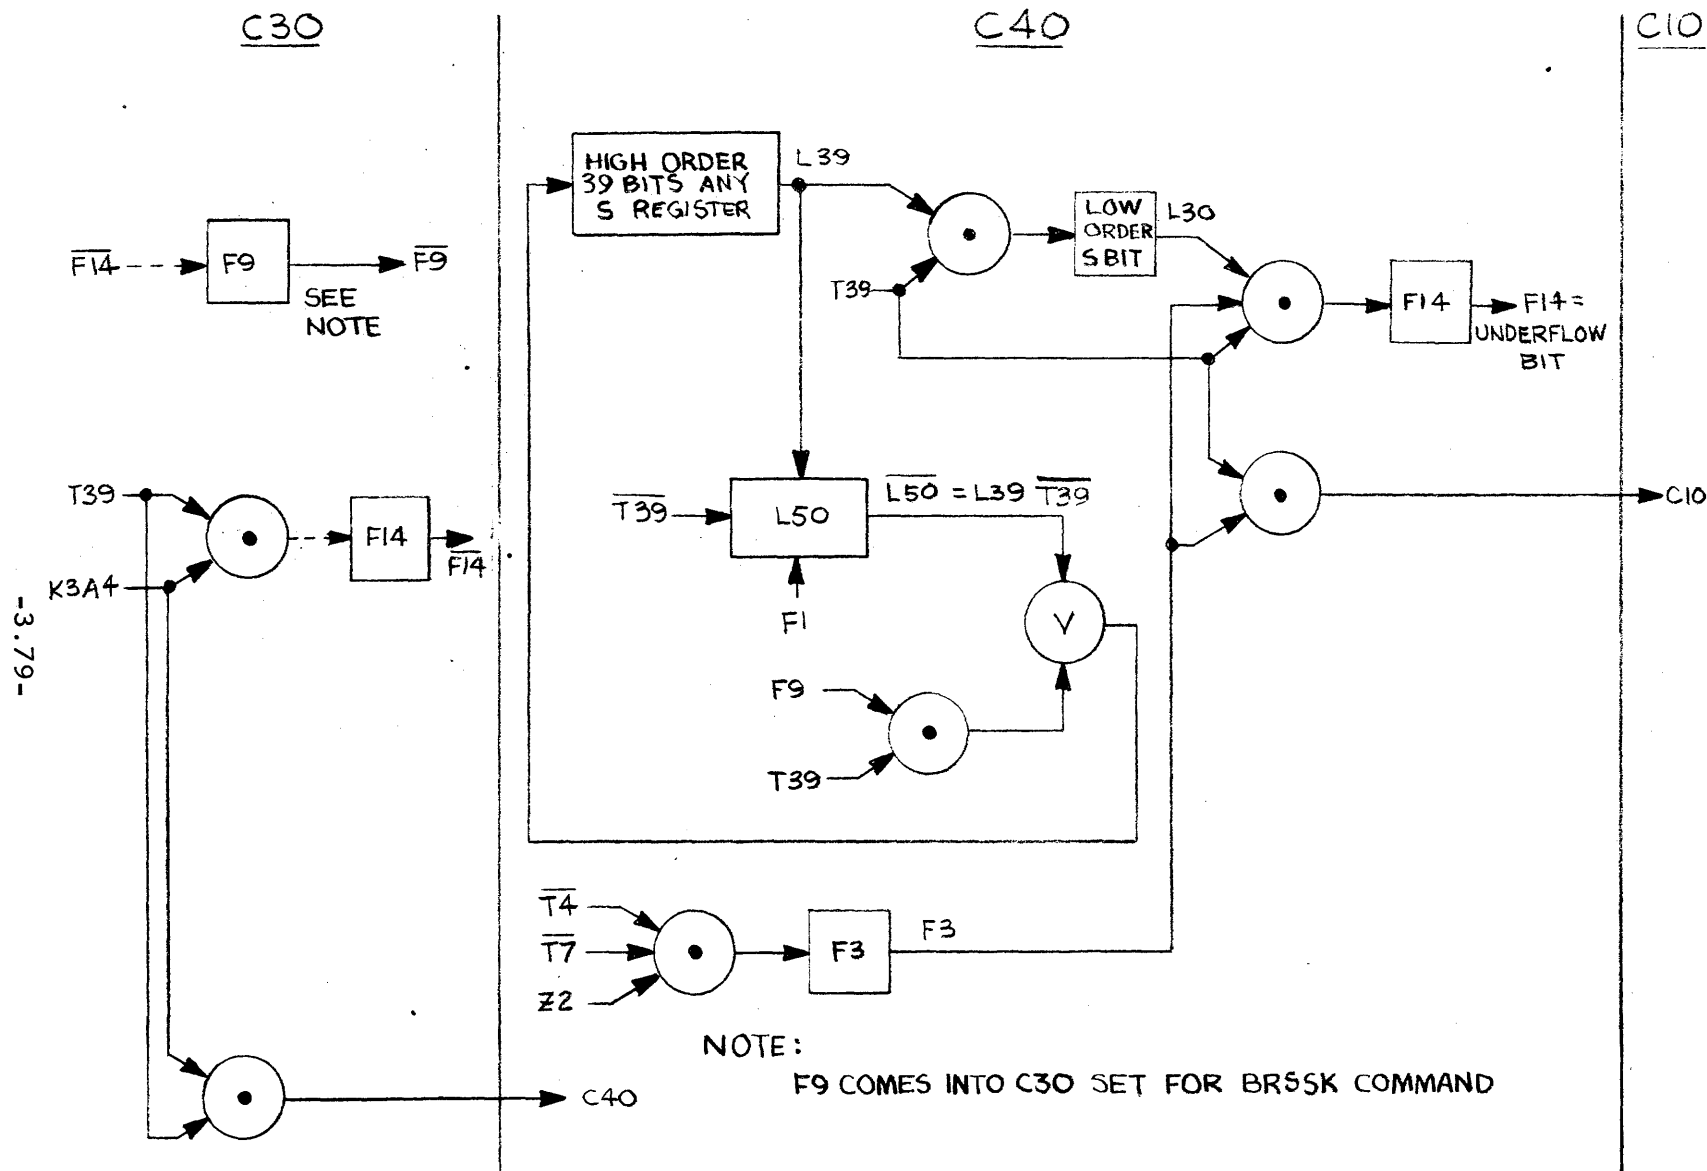 C30
C40
C10
HIGH ORDER
39 BITS ANY
S REGISTER
L39
LOW
ORDER
S BIT
L30
F̅1̅4̅
F9
F̅9̅
SEE
NOTE
T39
F14
F14 =
UNDERFLOW
BIT
T39
K3A4
F14
F̅1̅4̅
T̅3̅9̅
L50
L̅5̅0̅ = L39 T̅3̅9̅
F1
C10
V
F9
T39
-3.79-
T̅4̅
T̅7̅
Z2
F3
F3
NOTE:
F9 COMES INTO C30 SET FOR BRSSK COMMAND
C40